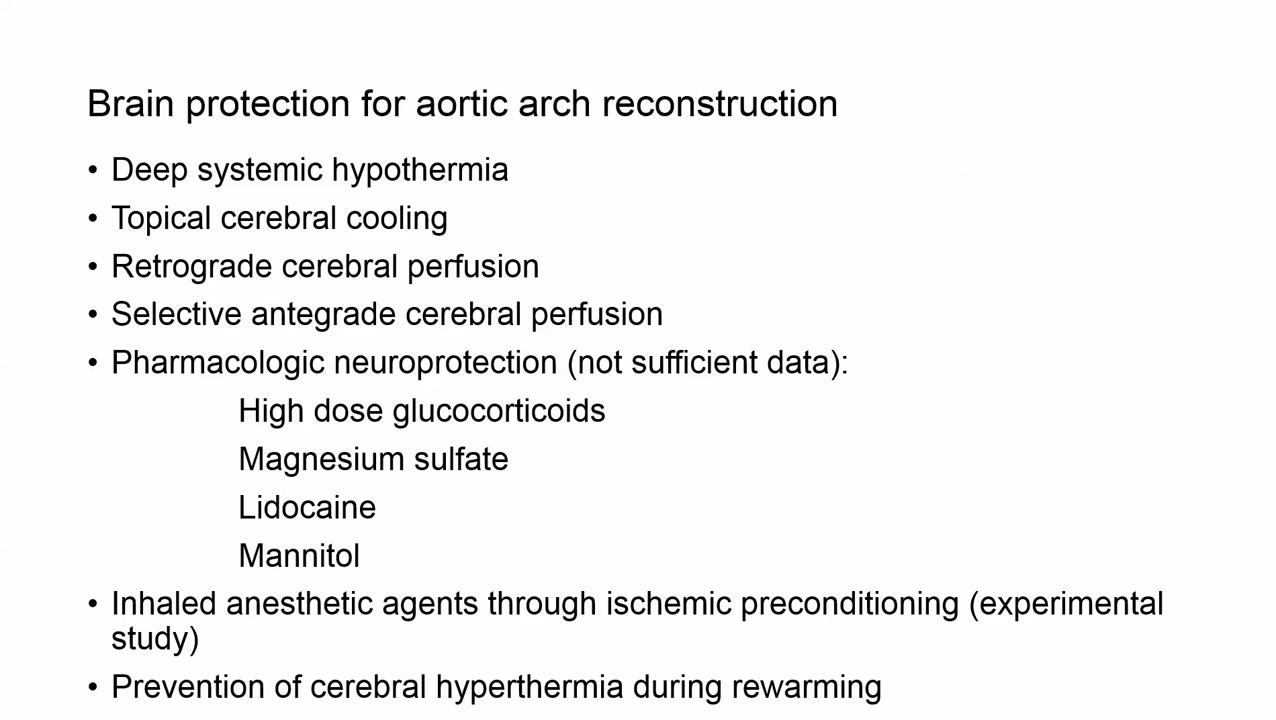 Brain protection for aortic arch reconstruction
• Deep systemic hypothermia
• Topical cerebral cooling
• Retrograde cerebral perfusion
• Selective antegrade cerebral perfusion
• Pharmacologic neuroprotection (not sufficient data):
High dose glucocorticoids
Magnesium sulfate
Lidocaine
Mannitol
• Inhaled anesthetic agents through ischemic preconditioning (experimental
study)
• Prevention of cerebral hyperthermia during rewarming